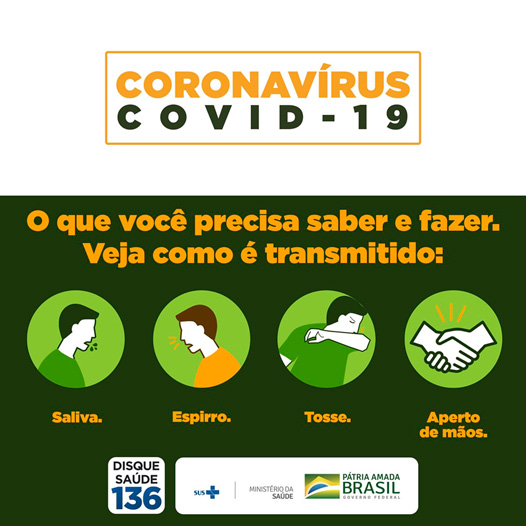 CORONAVÍRUS
COVID-19
O que você precisa saber e fazer.
Veja como é transmitido:
Saliva.
Espirro.
Tosse.
Aperto
de mãos.
DISQUE
SAÚDE
136
SUS
MINISTÉRIO DA
SAÚDE
PÁTRIA AMADA
BRASIL
GOVERNO FEDERAL